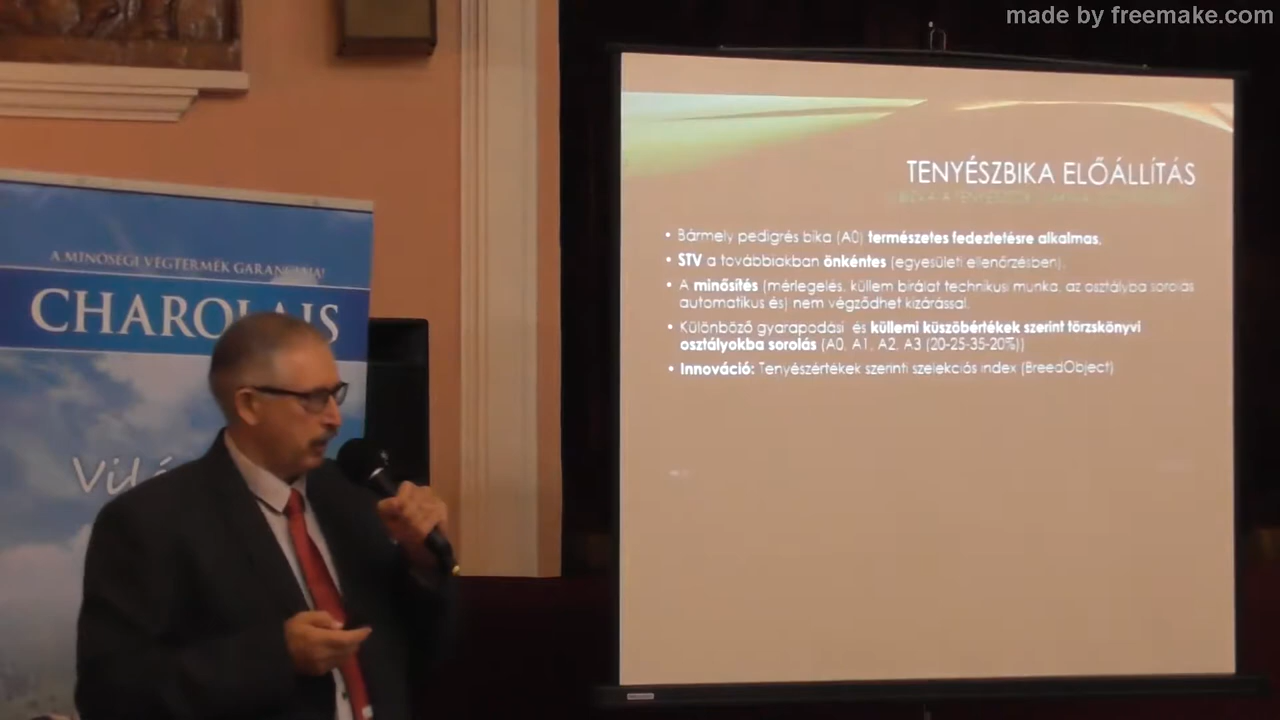 made by freemake.com
A MINŐSÉGI VÉGTERMÉK GARANCIÁJA!
CHAROLAIS
Vilá
TENYÉSZBIKA ELŐÁLLÍTÁS
• Bármely pedigrés bika (A0) természetes fedeztetésre alkalmas.
• STV a továbbiakban önkéntes (egyesületi ellenőrzésben).
• A minősítés (mérlegelés, küllem bírálat technikusi munka, az osztályba sorolás
automatikus és) nem végződhet kizárással.
• Különböző gyarapodási és küllemi küszöbértékek szerint törzskönyvi
osztályokba sorolás (A0, A1, A2, A3 (20-25-35-20%))
• Innováció: Tenyészértékek szerinti szelekciós index (BreedObject)